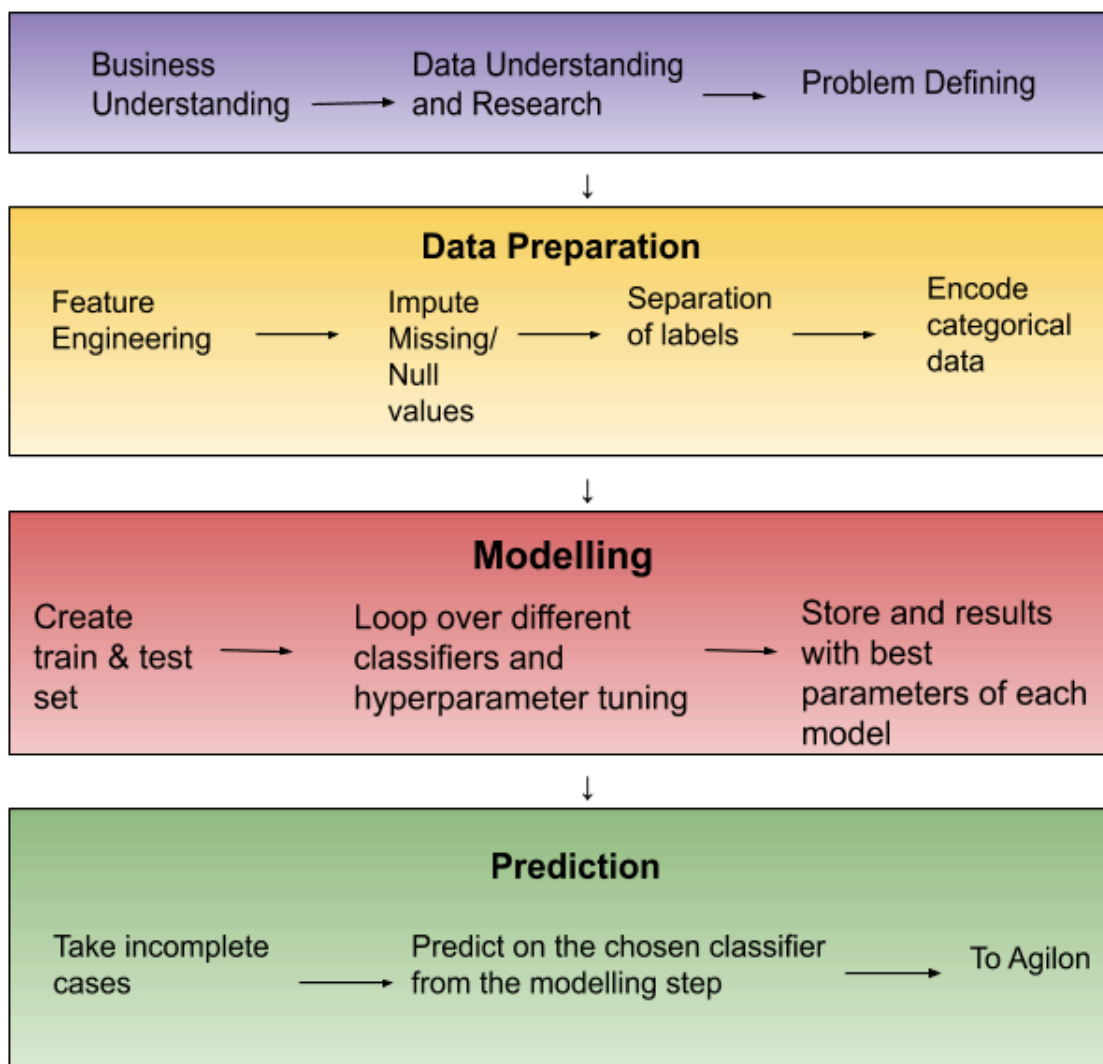 Business
Understanding
Data Understanding
and Research
Problem Defining
↓
Data Preparation
Feature
Engineering
Impute
Missing/
Null
values
Separation
of labels
Encode
categorical
data
↓
Modelling
Create
train & test
set
Loop over different
classifiers and
hyperparameter tuning
Store and results
with best
parameters of each
model
↓
Prediction
Take incomplete
cases
Predict on the chosen classifier
from the modelling step
To Agilon